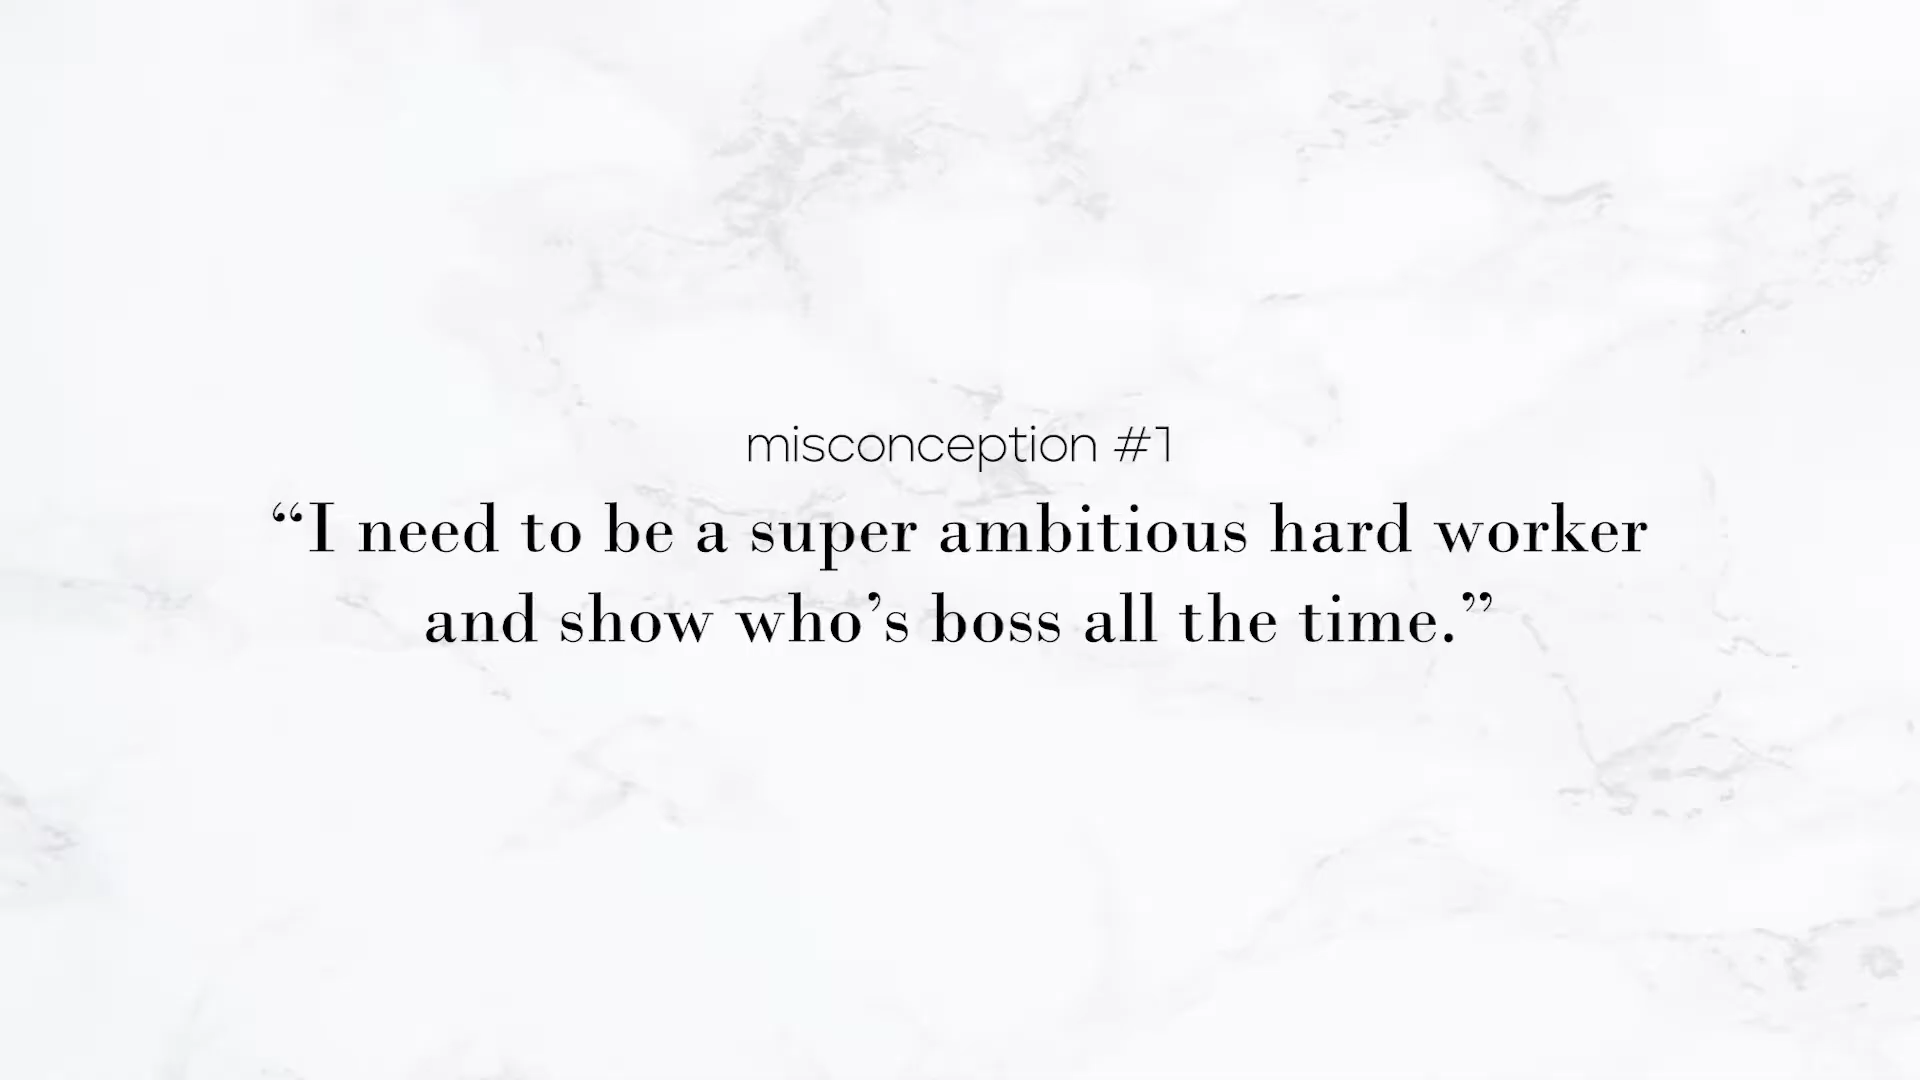 misconception #1
“I need to be a super ambitious hard worker
and show who’s boss all the time.”